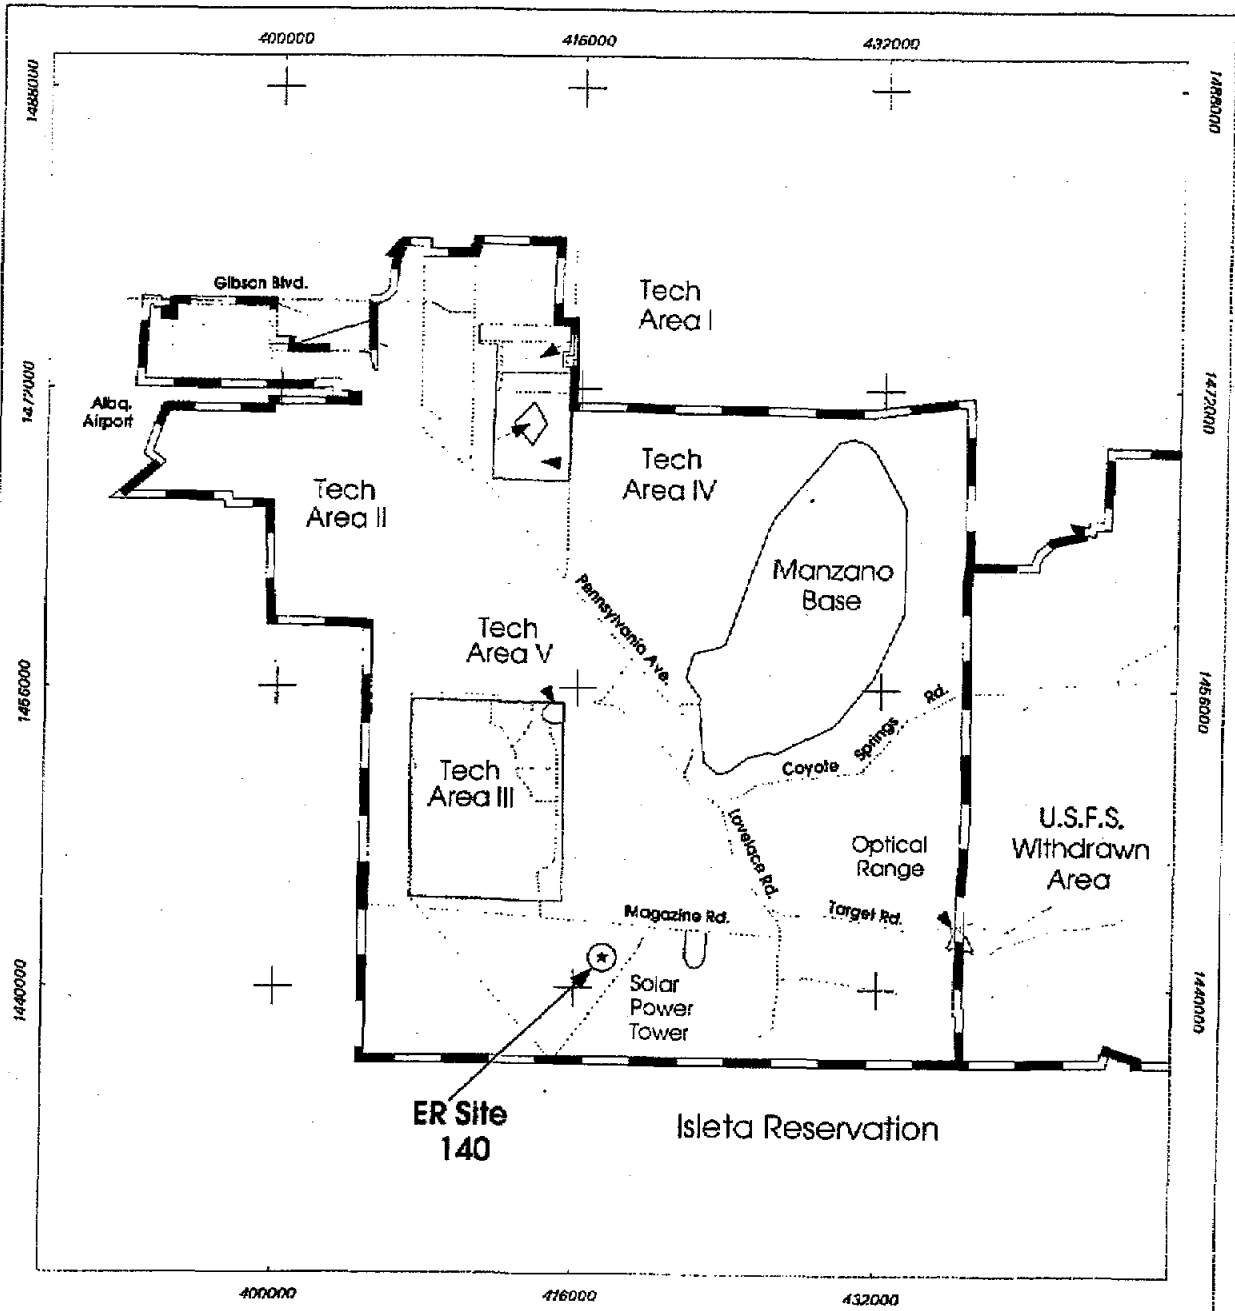 400000
416000
432000
1488000
1488000
Gibson Blvd.
Tech
Area I
1472000
1472000
Albq.
Airport
Tech
Area II
Tech
Area IV
Manzano
Base
Pennsylvania Ave.
Tech
Area V
1456000
1456000
Coyote Springs Rd.
Tech
Area III
Lovelace Rd.
Optical
Range
U.S.F.S.
Withdrawn
Area
Magazine Rd.
Target Rd.
1440000
1440000
Solar
Power
Tower
ER Site
140
Isleta Reservation
400000
416000
432000